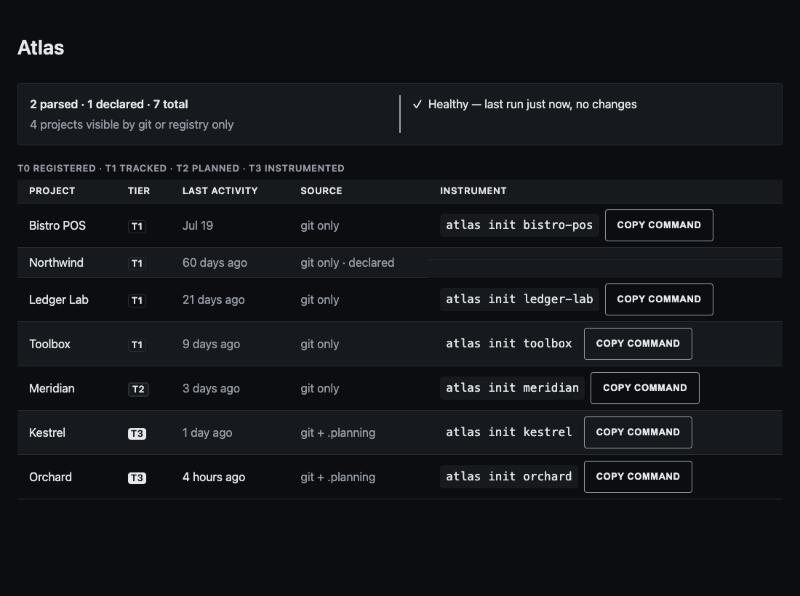 Atlas
2 parsed · 1 declared · 7 total
4 projects visible by git or registry only
✓ Healthy — last run just now, no changes
T0 REGISTERED · T1 TRACKED · T2 PLANNED · T3 INSTRUMENTED
PROJECT TIER LAST ACTIVITY SOURCE INSTRUMENT
Bistro POS T1 Jul 19 git only atlas init bistro-pos COPY COMMAND
Northwind T1 60 days ago git only · declared
Ledger Lab T1 21 days ago git only atlas init ledger-lab COPY COMMAND
Toolbox T1 9 days ago git only atlas init toolbox COPY COMMAND
Meridian T2 3 days ago git only atlas init meridian COPY COMMAND
Kestrel T3 1 day ago git + .planning atlas init kestrel COPY COMMAND
Orchard T3 4 hours ago git + .planning atlas init orchard COPY COMMAND